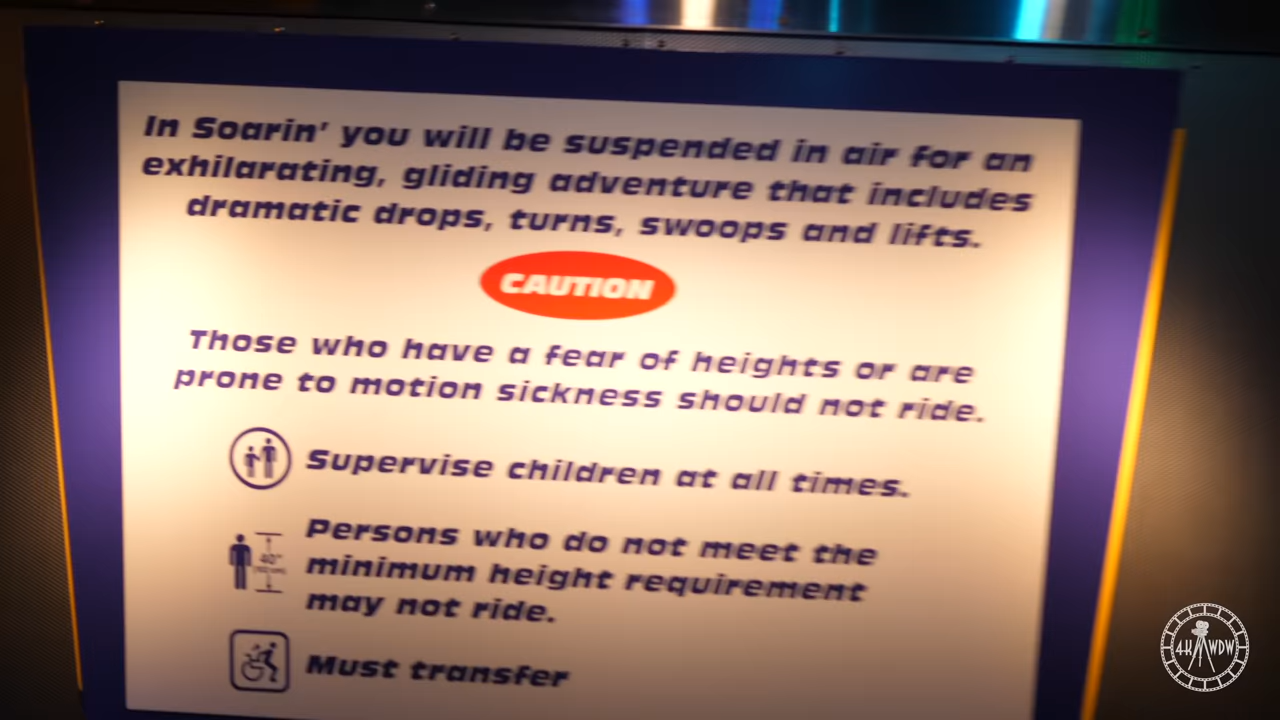 In Soarin' you will be suspended in air for an
exhilarating, gliding adventure that includes
dramatic drops, turns, swoops and lifts.
CAUTION
Those who have a fear of heights or are
prone to motion sickness should not ride.
Supervise children at all times.
40"
Persons who do not meet the
minimum height requirement
may not ride.
Must transfer
4K WDW